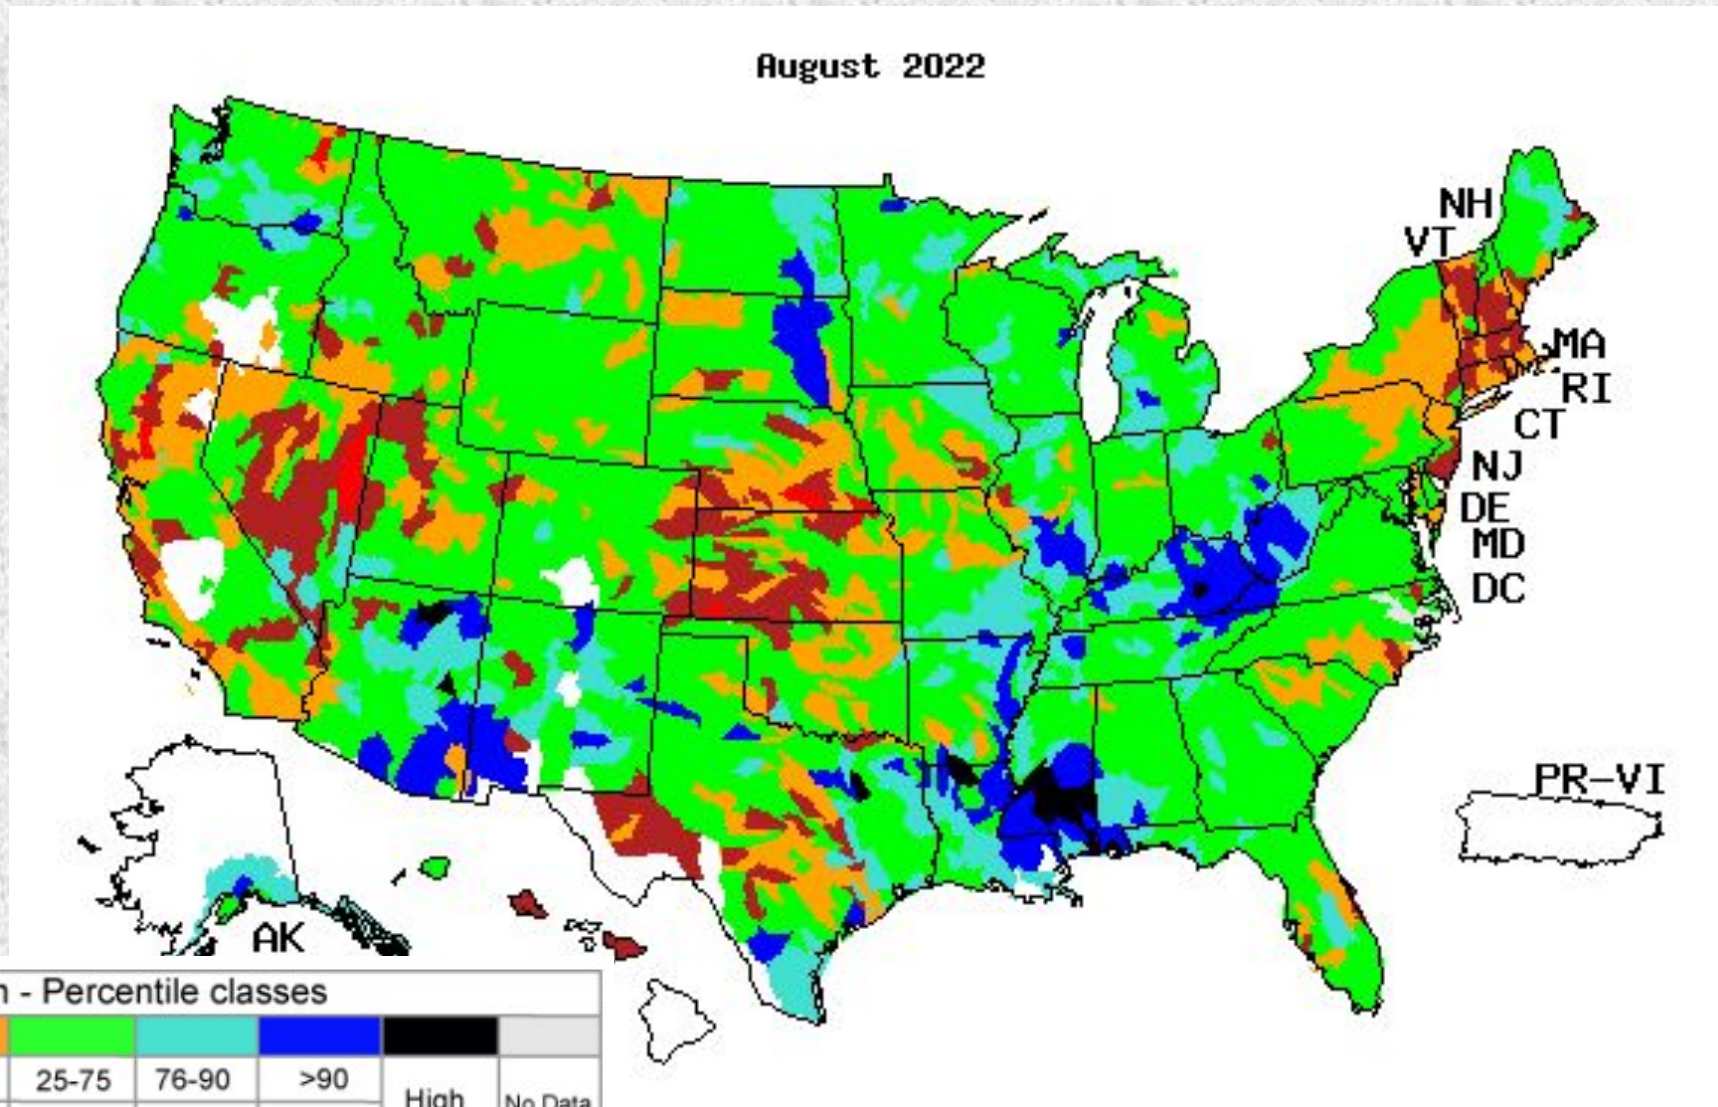 August 2022
NH
VT
MA
RI
CT
NJ
DE
MD
DC
PR-VI
AK
- Percentile classes
25-75 76-90 >90
High No Data